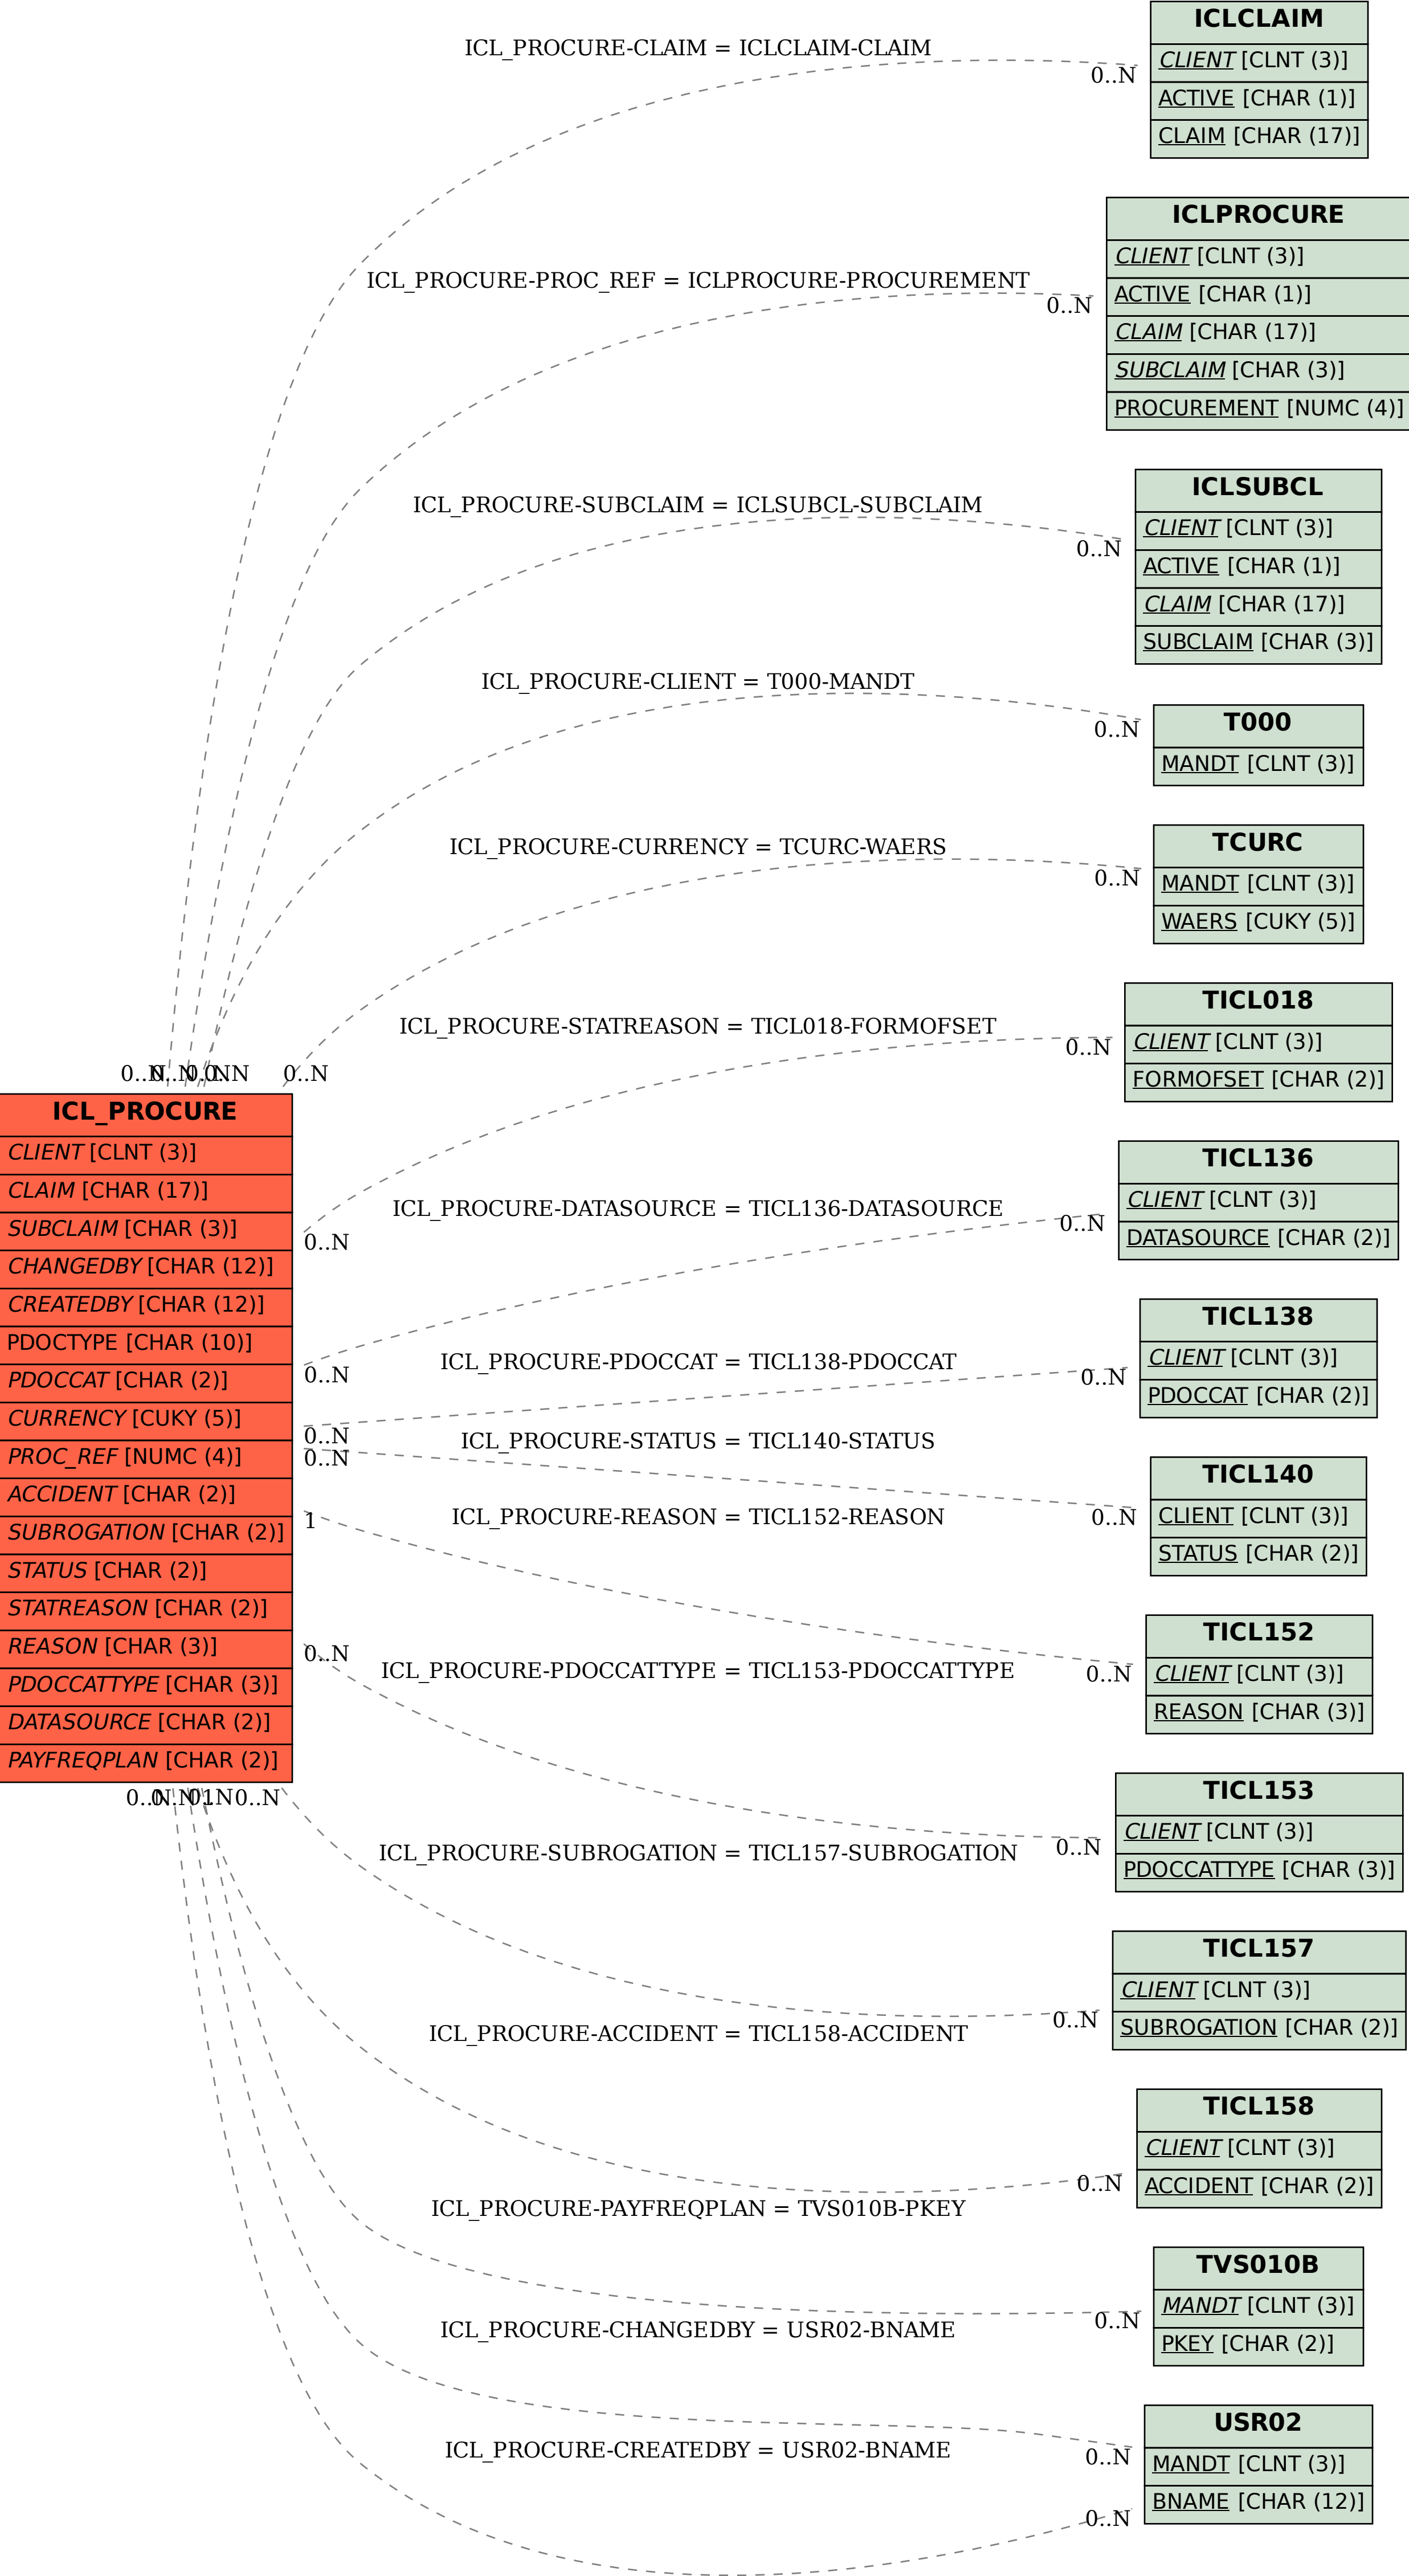 ICLCLAIM
CLIENT [CLNT (3)]
ACTIVE [CHAR (1)]
CLAIM [CHAR (17)]
ICL_PROCURE-CLAIM = ICLCLAIM-CLAIM
0..N
ICLPROCURE
CLIENT [CLNT (3)]
ACTIVE [CHAR (1)]
CLAIM [CHAR (17)]
SUBCLAIM [CHAR (3)]
PROCUREMENT [NUMC (4)]
ICL_PROCURE-PROC_REF = ICLPROCURE-PROCUREMENT
0..N
ICLSUBCL
CLIENT [CLNT (3)]
ACTIVE [CHAR (1)]
CLAIM [CHAR (17)]
SUBCLAIM [CHAR (3)]
ICL_PROCURE-SUBCLAIM = ICLSUBCL-SUBCLAIM
0..N
T000
MANDT [CLNT (3)]
ICL_PROCURE-CLIENT = T000-MANDT
0..N
TCURC
MANDT [CLNT (3)]
WAERS [CUKY (5)]
ICL_PROCURE-CURRENCY = TCURC-WAERS
0..N
TICL018
CLIENT [CLNT (3)]
FORMOFSET [CHAR (2)]
ICL_PROCURE-STATREASON = TICL018-FORMOFSET
0..N
0..N
0..N
ICL_PROCURE
CLIENT [CLNT (3)]
CLAIM [CHAR (17)]
SUBCLAIM [CHAR (3)]
CHANGEDBY [CHAR (12)]
CREATEDBY [CHAR (12)]
PDOCTYPE [CHAR (10)]
PDOCCAT [CHAR (2)]
CURRENCY [CUKY (5)]
PROC_REF [NUMC (4)]
ACCIDENT [CHAR (2)]
SUBROGATION [CHAR (2)]
STATUS [CHAR (2)]
STATREASON [CHAR (2)]
REASON [CHAR (3)]
PDOCCATTYPE [CHAR (3)]
DATASOURCE [CHAR (2)]
PAYFREQPLAN [CHAR (2)]
0..N
TICL136
CLIENT [CLNT (3)]
DATASOURCE [CHAR (2)]
ICL_PROCURE-DATASOURCE = TICL136-DATASOURCE
0..N
0..N
TICL138
CLIENT [CLNT (3)]
PDOCCAT [CHAR (2)]
ICL_PROCURE-PDOCCAT = TICL138-PDOCCAT
0..N
0..N
0..N
TICL140
CLIENT [CLNT (3)]
STATUS [CHAR (2)]
ICL_PROCURE-STATUS = TICL140-STATUS
0..N
1
TICL152
CLIENT [CLNT (3)]
REASON [CHAR (3)]
ICL_PROCURE-REASON = TICL152-REASON
0..N
0..N
TICL153
CLIENT [CLNT (3)]
PDOCCATTYPE [CHAR (3)]
ICL_PROCURE-PDOCCATTYPE = TICL153-PDOCCATTYPE
0..N
0..N
TICL157
CLIENT [CLNT (3)]
SUBROGATION [CHAR (2)]
ICL_PROCURE-SUBROGATION = TICL157-SUBROGATION
0..N
TICL158
CLIENT [CLNT (3)]
ACCIDENT [CHAR (2)]
ICL_PROCURE-ACCIDENT = TICL158-ACCIDENT
0..N
TVS010B
MANDT [CLNT (3)]
PKEY [CHAR (2)]
ICL_PROCURE-PAYFREQPLAN = TVS010B-PKEY
0..N
USR02
MANDT [CLNT (3)]
BNAME [CHAR (12)]
ICL_PROCURE-CHANGEDBY = USR02-BNAME
0..N
ICL_PROCURE-CREATEDBY = USR02-BNAME
0..N